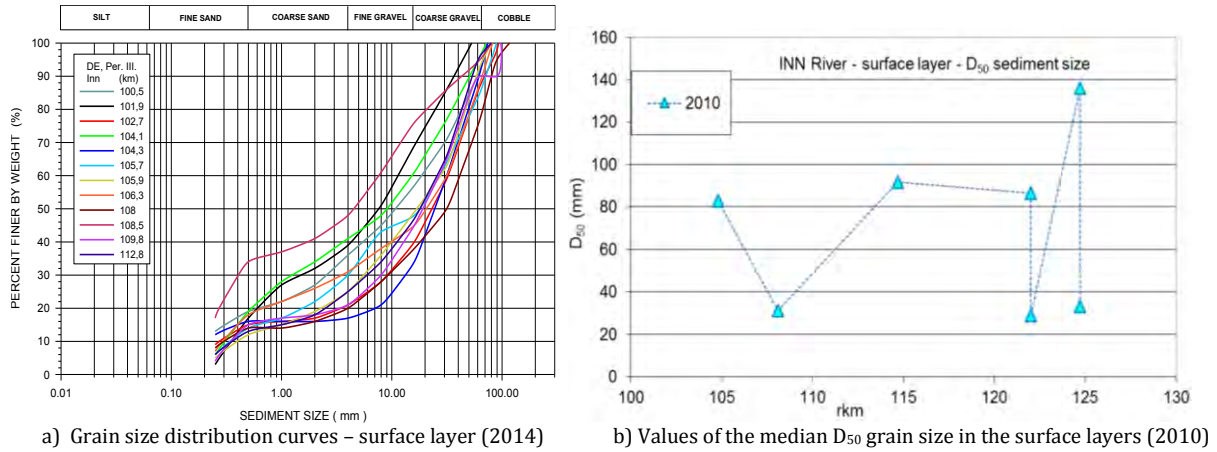 SILT FINE SAND COARSE SAND FINE GRAVEL COARSE GRAVEL COBBLE
PERCENT FINER BY WEIGHT (%)
100
90
80
70
60
50
40
30
20
10
0
DE, Per. III.
Inn (km)
100,5
101,9
102,7
104,1
104,3
105,7
105,9
106,3
108
108,5
109,8
112,8
0.01 0.10 1.00 10.00 100.00
SEDIMENT SIZE ( mm )
a) Grain size distribution curves – surface layer (2014)
INN River - surface layer - D50 sediment size
2010
D50 (mm)
160
140
120
100
80
60
40
20
0
100 105 110 115 120 125 130
rkm
b) Values of the median D50 grain size in the surface layers (2010)